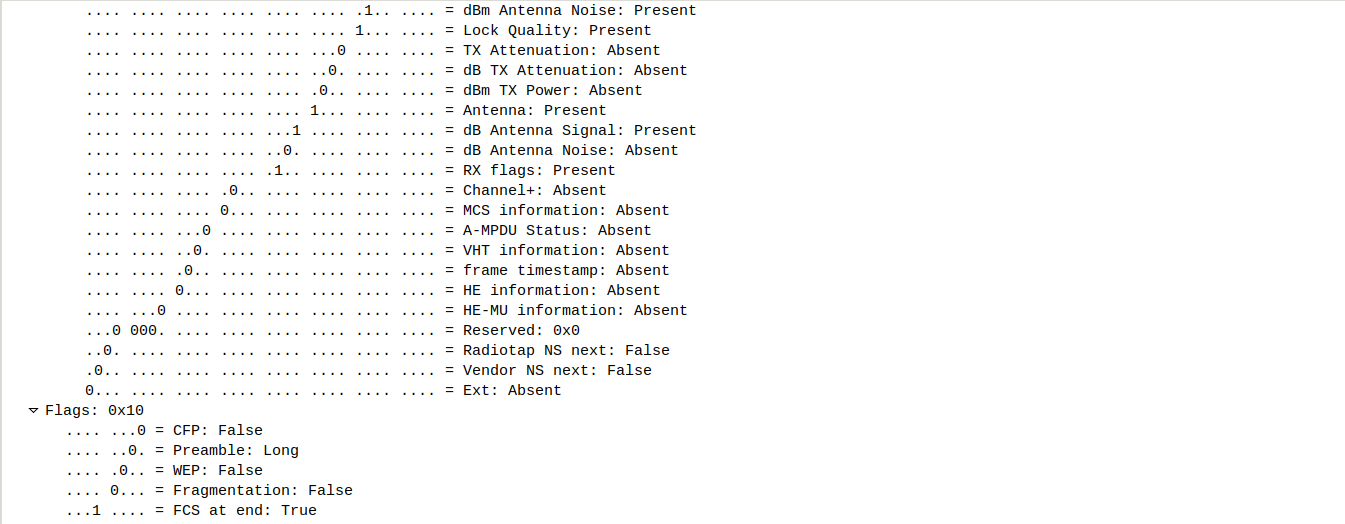 .... .... .... .... .... .... .1.. .... = dBm Antenna Noise: Present
.... .... .... .... .... .... 1... .... = Lock Quality: Present
.... .... .... .... .... ...0 .... .... = TX Attenuation: Absent
.... .... .... .... .... ..0. .... .... = dB TX Attenuation: Absent
.... .... .... .... .... .0.. .... .... = dBm TX Power: Absent
.... .... .... .... .... 1... .... .... = Antenna: Present
.... .... .... .... ...1 .... .... .... = dB Antenna Signal: Present
.... .... .... .... ..0. .... .... .... = dB Antenna Noise: Absent
.... .... .... .... .1.. .... .... .... = RX flags: Present
.... .... .... .0.. .... .... .... .... = Channel+: Absent
.... .... .... 0... .... .... .... .... = MCS information: Absent
.... .... ...0 .... .... .... .... .... = A-MPDU Status: Absent
.... .... ..0. .... .... .... .... .... = VHT information: Absent
.... .... .0.. .... .... .... .... .... = frame timestamp: Absent
.... .... 0... .... .... .... .... .... = HE information: Absent
.... ...0 .... .... .... .... .... .... = HE-MU information: Absent
...0 000. .... .... .... .... .... .... = Reserved: 0x0
..0. .... .... .... .... .... .... .... = Radiotap NS next: False
.0.. .... .... .... .... .... .... .... = Vendor NS next: False
0... .... .... .... .... .... .... .... = Ext: Absent
Flags: 0x10
.... ...0 = CFP: False
.... ..0. = Preamble: Long
.... .0.. = WEP: False
.... 0... = Fragmentation: False
...1 .... = FCS at end: True